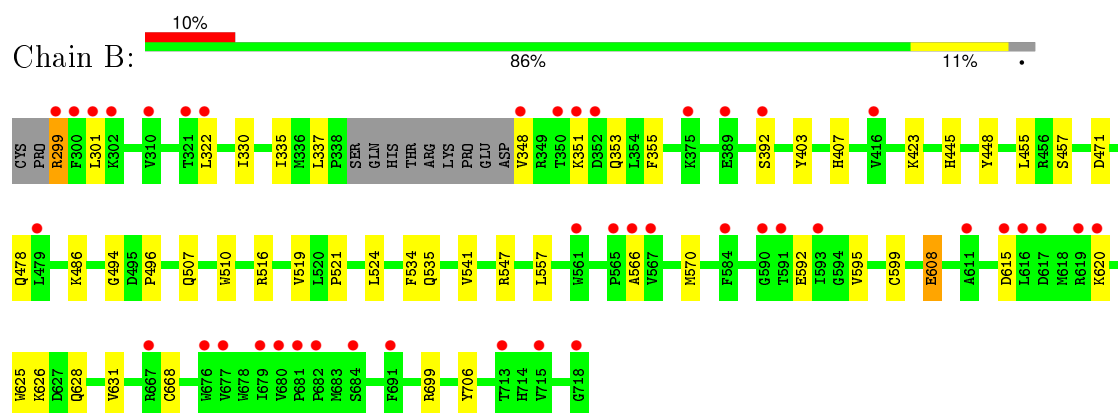 10%
Chain B:
86% 11% •
CYS PRO R299 F300 L301 K302 V310 T321 L322 I330 I335 M336 L337 P338 SER GLN HIS THR ARG LYS PRO GLU ASP V348 R349 T350 K351 D352 Q353 L354 F355 K375 E389 S392 Y403 H407 V416 K423 H445 Y448 L455 R456 S457 D471
Q478 L479 K486 G494 D495 P496 Q507 W510 R516 V519 L520 P521 L524 F534 Q535 V541 R547 L557 W561 P565 A566 V567 M570 F584 G590 T591 E592 I593 G594 V595 C599 E608 A611 D615 L616 D617 M618 R619 K620
W625 K626 D627 Q628 V631 R667 C668 W676 V677 W678 I679 V680 P681 P682 M683 S684 F691 R699 Y706 T713 H714 V715 G718